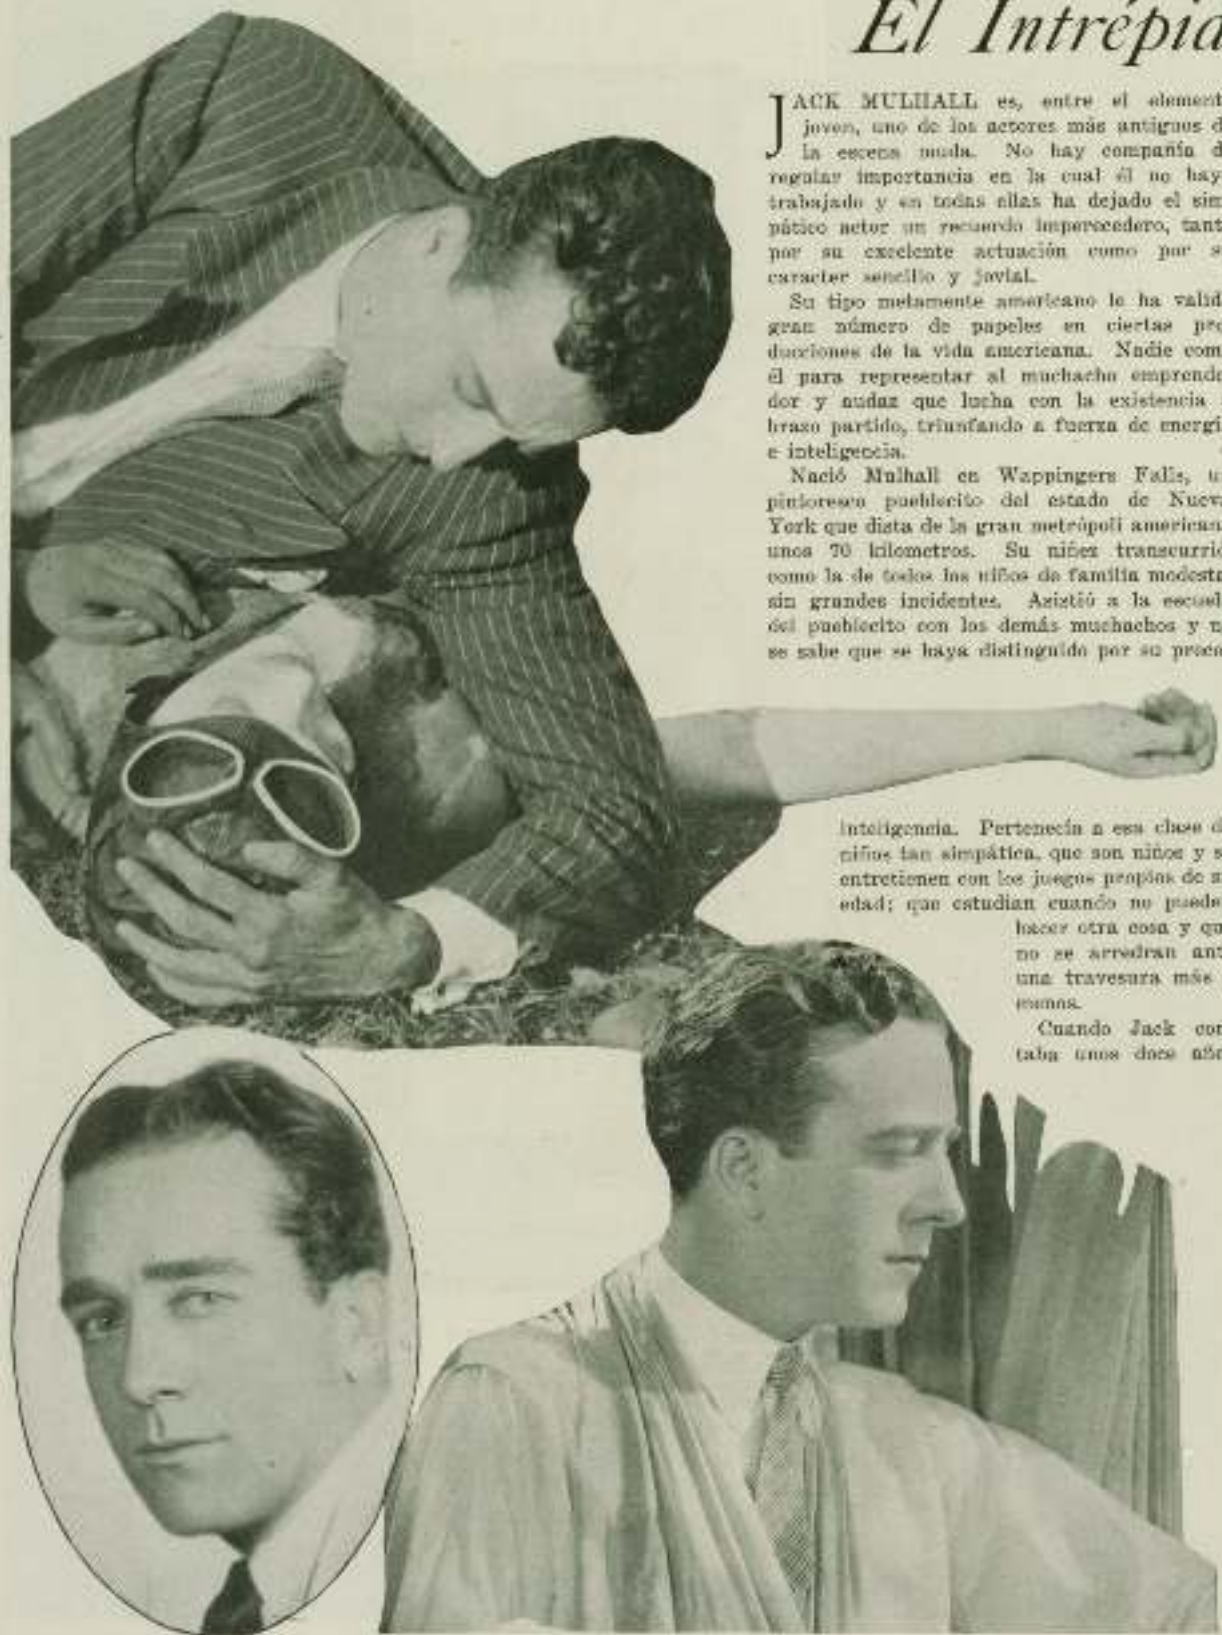 El Intrépid
JACK MULHALL es, entre el element
joven, uno de los actores más antiguos d
la escena muda. No hay compañía d
regular importancia en la cual él no hay
trabajado y en todas ellas ha dejado el sim
pático actor un recuerdo imperecedero, tant
por su excelente actuación como por s
caracter sencillo y jovial.
Su tipo metamente americano le ha valid
gran número de papeles en ciertas pro
ducciones de la vida americana. Nadie com
él para representar al muchacho emprende
dor y audaz que lucha con la existencia
brazo partido, triunfando a fuerza de energí
e inteligencia.
Nació Mulhall en Wappingers Falls, u
pintoresco pueblecito del estado de Nuev
York que dista de la gran metrópoli american
unos 70 kilometros. Su niñez transcurrió
como la de todos los niños de familia modesta
sin grandes incidentes. Asistió a la escuel
del pueblecito con los demás muchachos y n
se sabe que se haya distinguido por su preco
inteligencia. Pertenecía a esa clase d
niños tan simpática, que son niños y s
entretienen con los juegos propios de s
edad; que estudian cuando no puede
hacer otra cosa y qu
no se arredran ant
una travesura más
menos.
Cuando Jack con
taba unos doce año